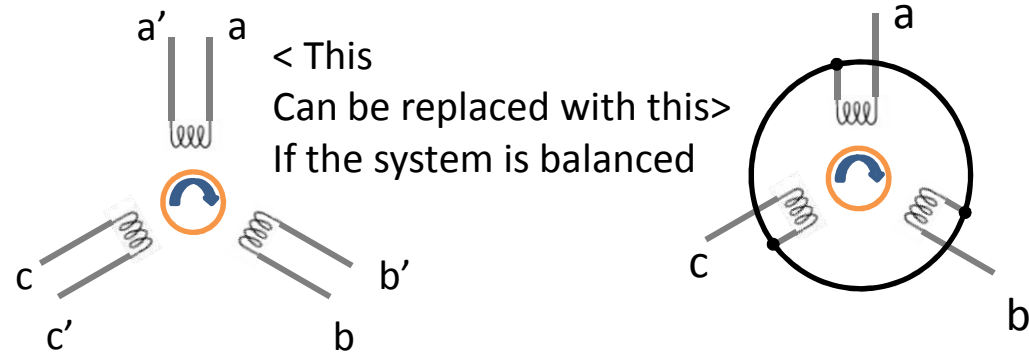 a’ a
< This
Can be replaced with this>
If the system is balanced
c
c’
b’
b
a
c
b